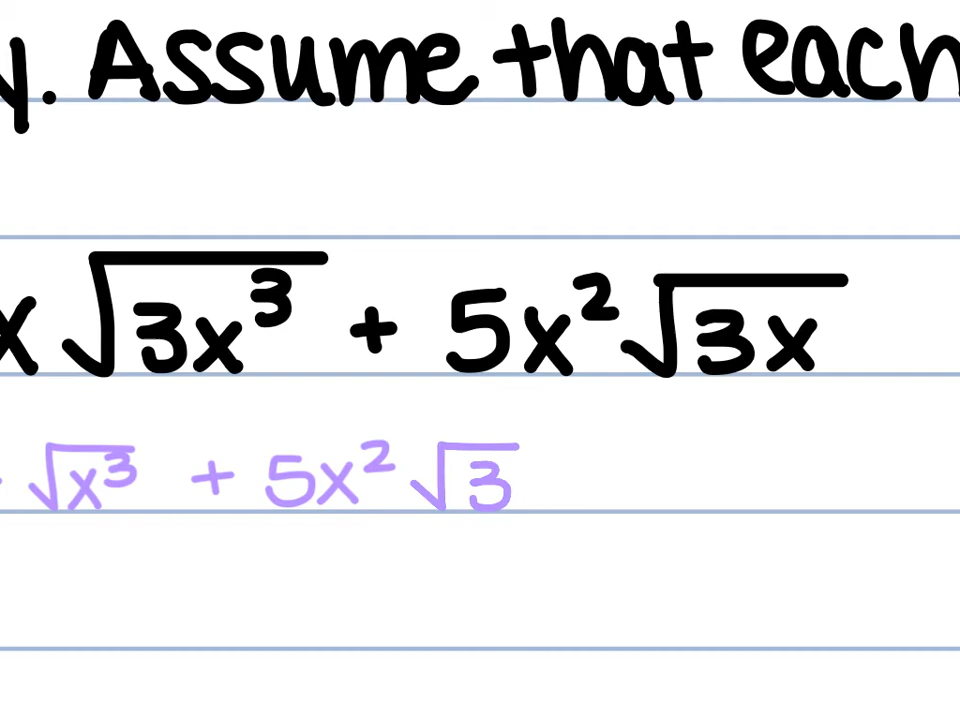 y. Assume that each
x√(3x³) + 5x²√(3x)
· √(x³) + 5x²√3